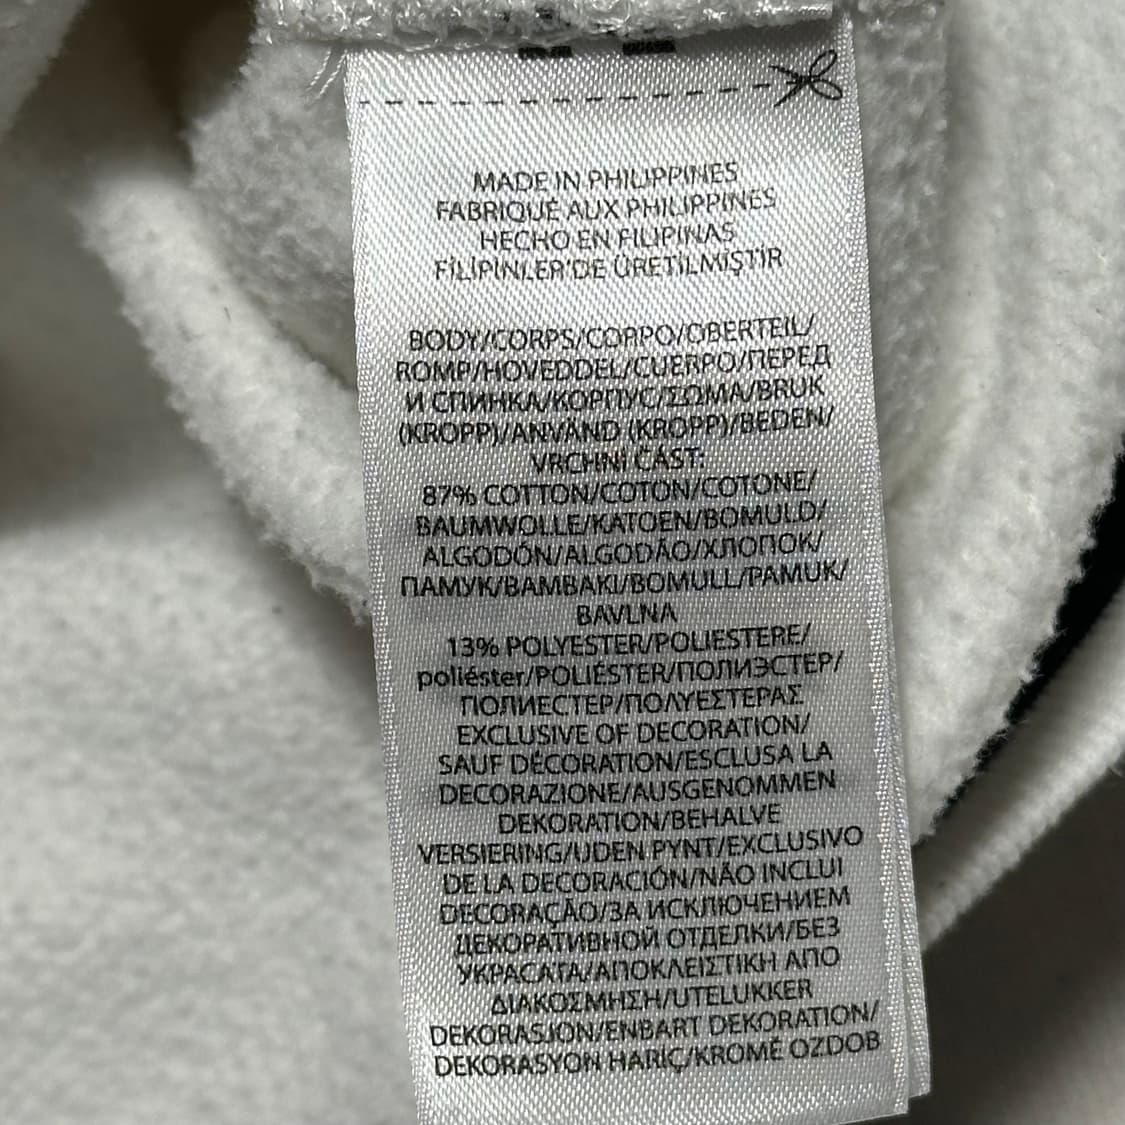 MADE IN PHILIPPINES
FABRIQUÉ AUX PHILIPPINES
HECHO EN FILIPINAS
FİLİPİNLER'DE ÜRETİLMİŞTİR
BODY/CORPS/CORPO/OBERTEIL/
ROMP/HOVEDDEL/CUERPO/ПЕРЕД
И СПИНКА/КОРПУС/ΣΩΜΑ/BRUK
(KROPP)/ANVÄND (KROPP)/BEDEN/
VRCHNÍ ČÁST:
87% COTTON/COTON/COTONE/
BAUMWOLLE/KATOEN/BOMULD/
ALGODÓN/ALGODÃO/ХЛОПОК/
ПАМУК/ΒΑΜΒΑΚΙ/BOMULL/PAMUK/
BAVLNA
13% POLYESTER/POLIESTERE/
poliéster/POLIÉSTER/ПОЛИЭСТЕР/
ПОЛИЕСТЕР/ΠΟΛΥΕΣΤΕΡΑΣ
EXCLUSIVE OF DECORATION/
SAUF DÉCORATION/ESCLUSA LA
DECORAZIONE/AUSGENOMMEN
DEKORATION/BEHALVE
VERSIERING/UDEN PYNT/EXCLUSIVO
DE LA DECORACIÓN/NÃO INCLUI
DECORAÇÃO/ЗА ИСКЛЮЧЕНИЕМ
ДЕКОРАТИВНОЙ ОТДЕЛКИ/БЕЗ
УКРАСАТА/ΑΠΟΚΛΕΙΣΤΙΚΗ ΑΠΟ
ΔΙΑΚΟΣΜΗΣΗ/UTELUKKER
DEKORASJON/ENBART DEKORATION/
DEKORASYON HARİÇ/KROMĚ OZDOB